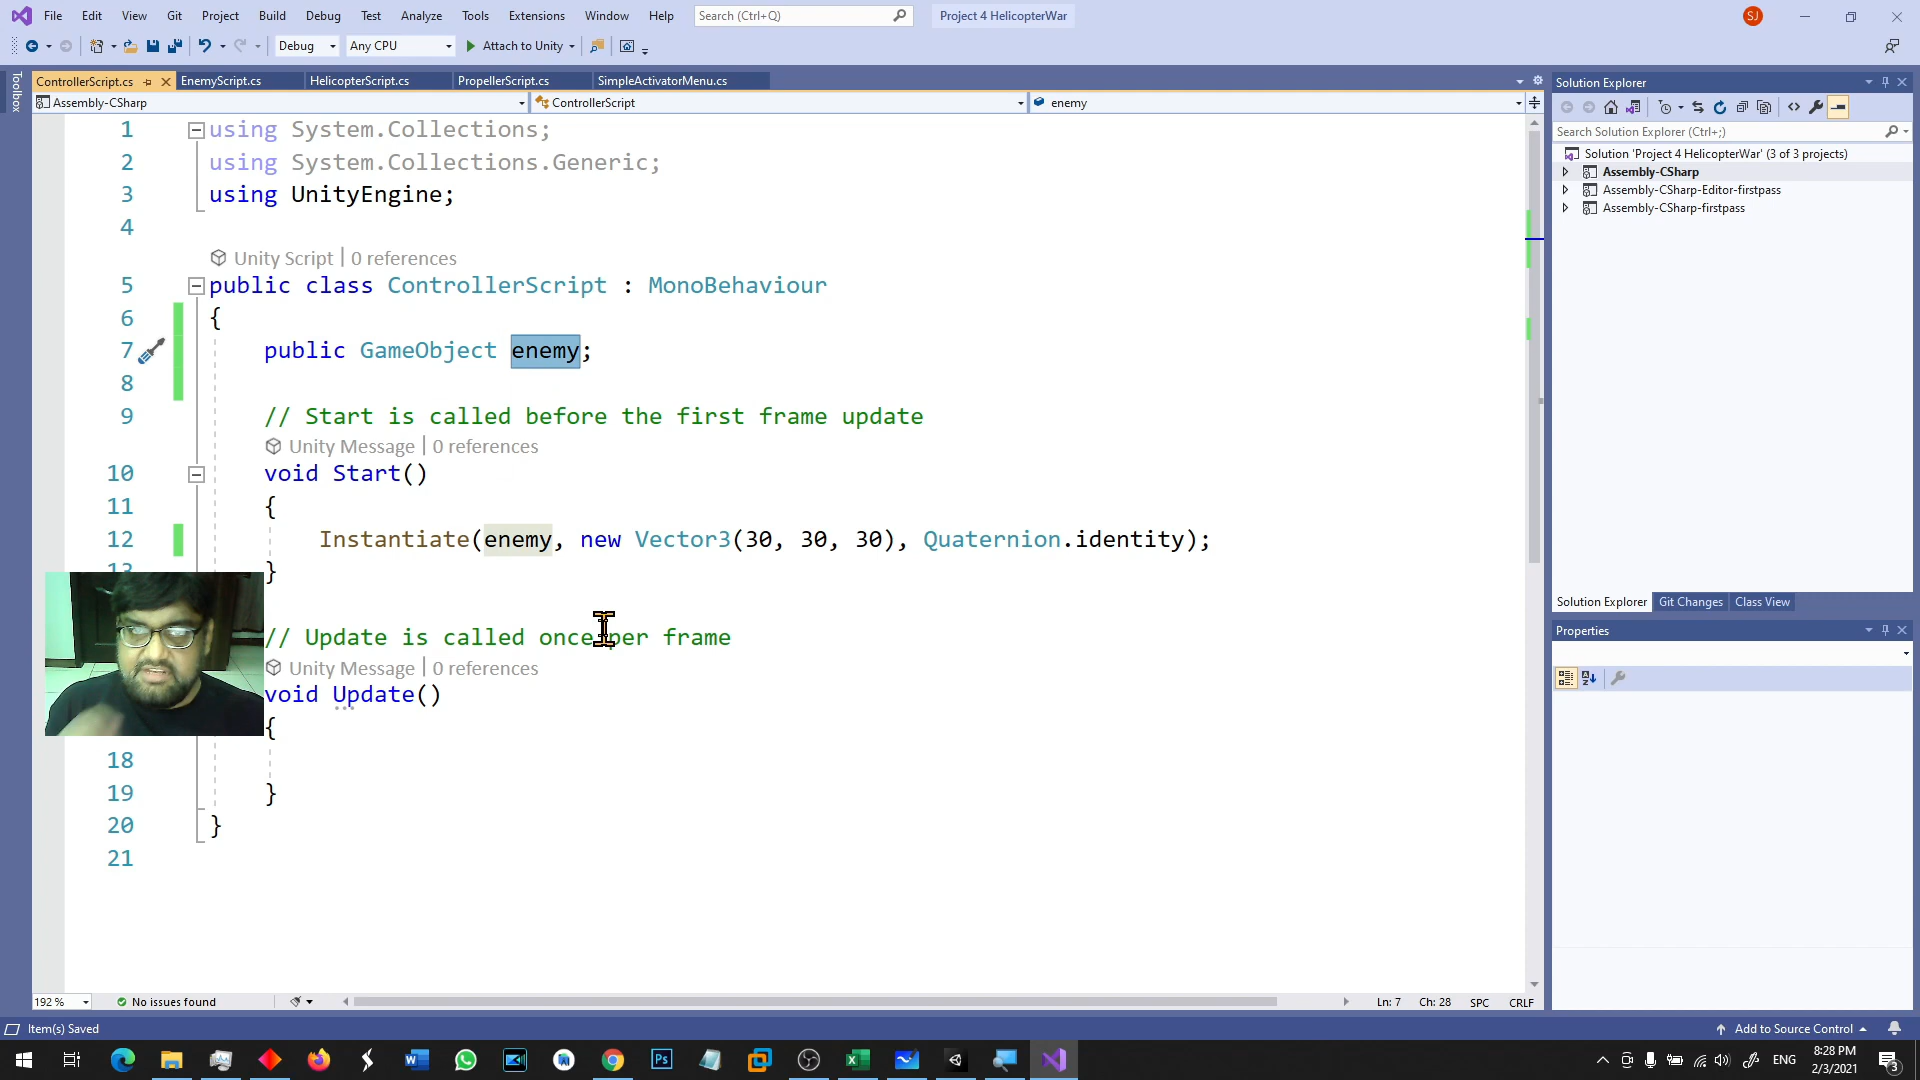 File Edit View Git Project Build Debug Test Analyze Tools Extensions Window Help Search (Ctrl+Q) Project 4 HelicopterWar SJ
Debug Any CPU Attach to Unity
Toolbox
ControllerScript.cs EnemyScript.cs HelicopterScript.cs PropellerScript.cs SimpleActivatorMenu.cs
Assembly-CSharp ControllerScript enemy
1 using System.Collections;
2 using System.Collections.Generic;
3 using UnityEngine;
4
Unity Script | 0 references
5 public class ControllerScript : MonoBehaviour
6 {
7 public GameObject enemy;
8
9 // Start is called before the first frame update
Unity Message | 0 references
10 void Start()
11 {
12 Instantiate(enemy, new Vector3(30, 30, 30), Quaternion.identity);
13 }
// Update is called once per frame
Unity Message | 0 references
void Update()
{
18
19 }
20 }
21
192 % No issues found Ln: 7 Ch: 28 SPC CRLF
Solution Explorer
Search Solution Explorer (Ctrl+;)
Solution 'Project 4 HelicopterWar' (3 of 3 projects)
Assembly-CSharp
Assembly-CSharp-Editor-firstpass
Assembly-CSharp-firstpass
Solution Explorer Git Changes Class View
Properties
Item(s) Saved Add to Source Control
ENG 8:28 PM
2/3/2021 3